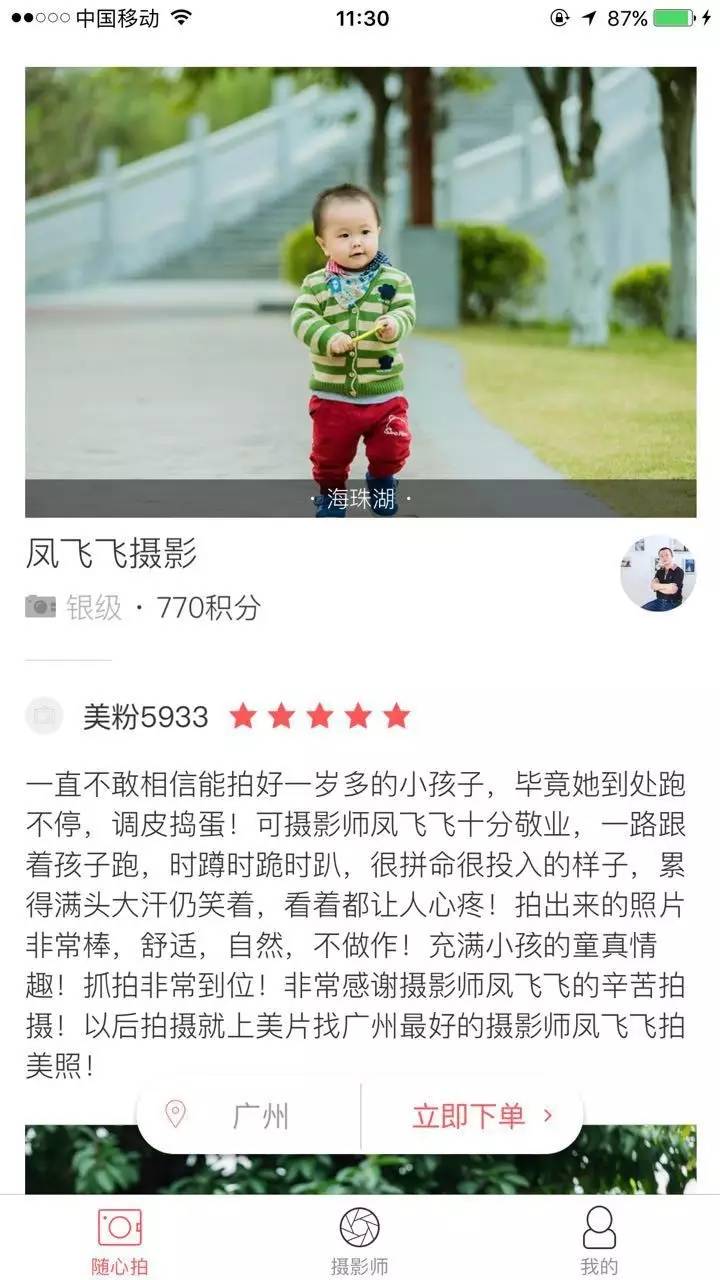 中国移动
11:30
87%
· 海珠湖 ·
凤飞飞摄影
银级 · 770积分
美粉5933
一直不敢相信能拍好一岁多的小孩子，毕竟她到处跑
不停，调皮捣蛋！可摄影师凤飞飞十分敬业，一路跟
着孩子跑，时蹲时跪时趴，很拼命很投入的样子，累
得满头大汗仍笑着，看着都让人心疼！拍出来的照片
非常棒，舒适，自然，不做作！充满小孩的童真情
趣！抓拍非常到位！非常感谢摄影师凤飞飞的辛苦拍
摄！以后拍摄就上美片找广州最好的摄影师凤飞飞拍
美照！
广州
立即下单 ›
随心拍
摄影师
我的